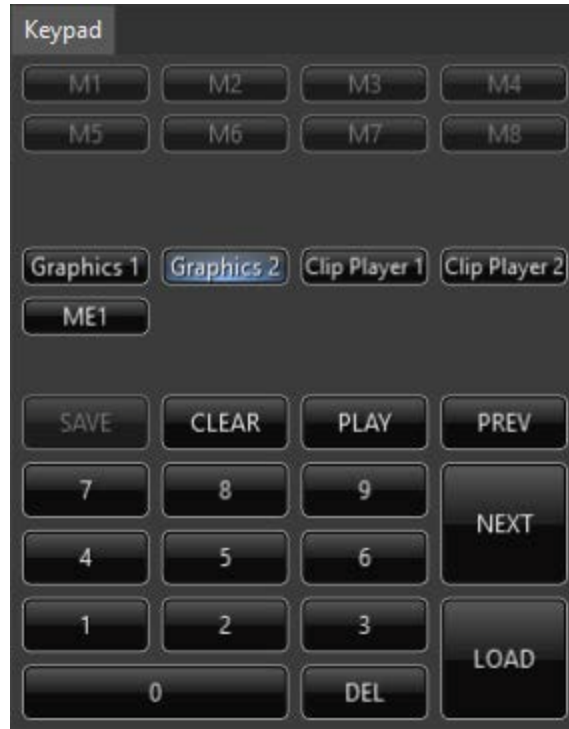 Keypad
M1 M2 M3 M4
M5 M6 M7 M8
Graphics 1 Graphics 2 Clip Player 1 Clip Player 2
ME1
SAVE CLEAR PLAY PREV
7 8 9
NEXT
4 5 6
1 2 3
LOAD
0 DEL